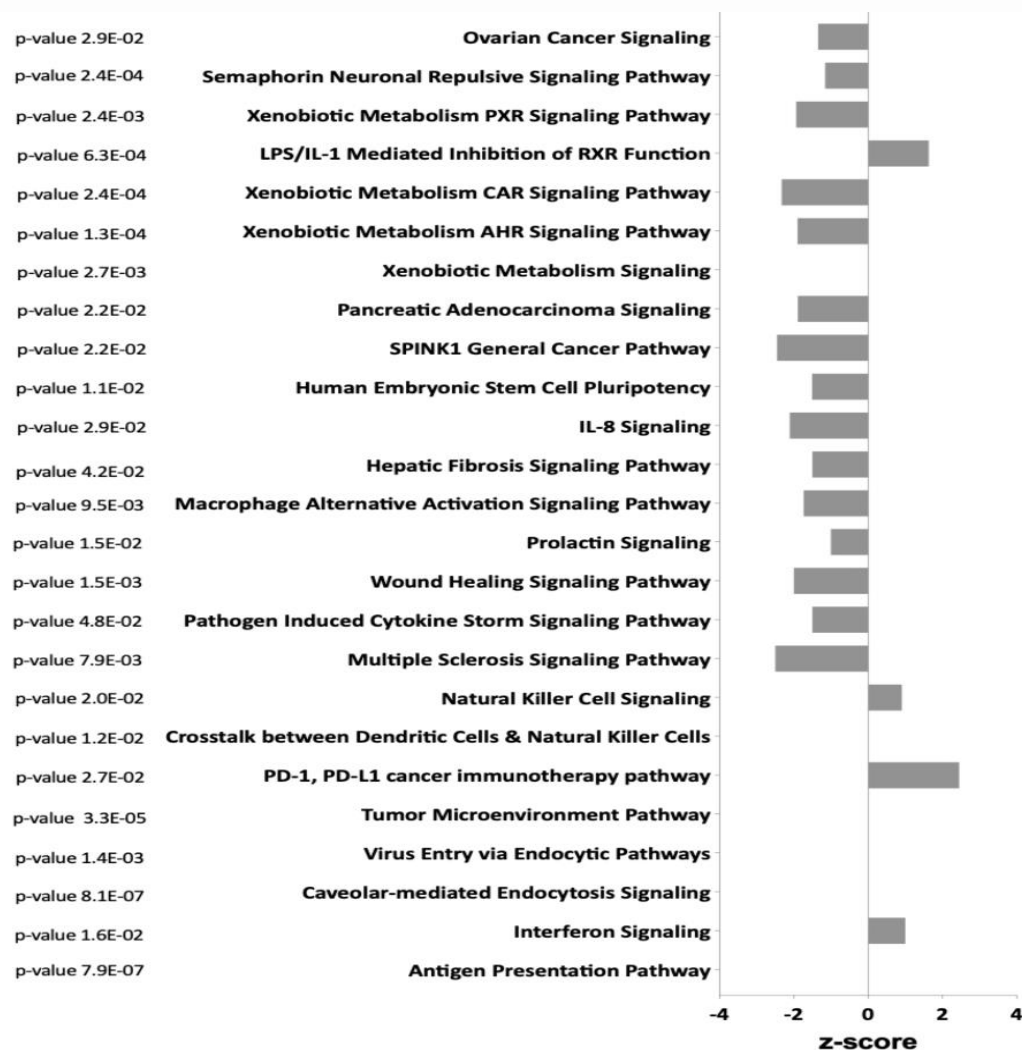 p-value 2.9E-02 Ovarian Cancer Signaling
p-value 2.4E-04 Semaphorin Neuronal Repulsive Signaling Pathway
p-value 2.4E-03 Xenobiotic Metabolism PXR Signaling Pathway
p-value 6.3E-04 LPS/IL-1 Mediated Inhibition of RXR Function
p-value 2.4E-04 Xenobiotic Metabolism CAR Signaling Pathway
p-value 1.3E-04 Xenobiotic Metabolism AHR Signaling Pathway
p-value 2.7E-03 Xenobiotic Metabolism Signaling
p-value 2.2E-02 Pancreatic Adenocarcinoma Signaling
p-value 2.2E-02 SPINK1 General Cancer Pathway
p-value 1.1E-02 Human Embryonic Stem Cell Pluripotency
p-value 2.9E-02 IL-8 Signaling
p-value 4.2E-02 Hepatic Fibrosis Signaling Pathway
p-value 9.5E-03 Macrophage Alternative Activation Signaling Pathway
p-value 1.5E-02 Prolactin Signaling
p-value 1.5E-03 Wound Healing Signaling Pathway
p-value 4.8E-02 Pathogen Induced Cytokine Storm Signaling Pathway
p-value 7.9E-03 Multiple Sclerosis Signaling Pathway
p-value 2.0E-02 Natural Killer Cell Signaling
p-value 1.2E-02 Crosstalk between Dendritic Cells & Natural Killer Cells
p-value 2.7E-02 PD-1, PD-L1 cancer immunotherapy pathway
p-value 3.3E-05 Tumor Microenvironment Pathway
p-value 1.4E-03 Virus Entry via Endocytic Pathways
p-value 8.1E-07 Caveolar-mediated Endocytosis Signaling
p-value 1.6E-02 Interferon Signaling
p-value 7.9E-07 Antigen Presentation Pathway
-4 -2 0 2 4
z-score